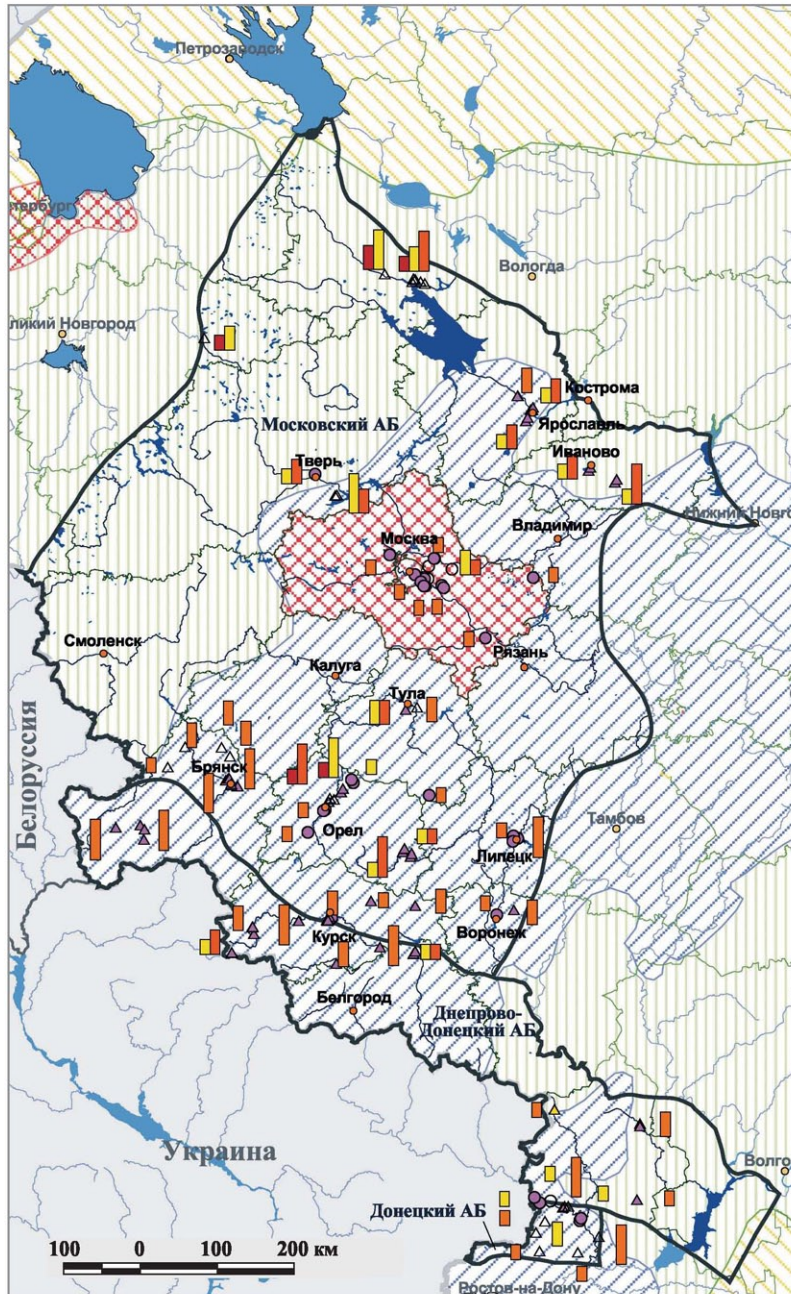 Петрозаводск
тербург
Вологда
ликий Новгород
Кострома
Ярославль
Московский АБ
Иваново
Тверь
Нижний Новго
Владимир
Москва
Смоленск
Рязань
Калуга
Тула
Белоруссия
Брянск
Тамбов
Орел
Липецк
Воронеж
Курск
Белгород
Днепрово-
Донецкий АБ
Украина
Волго
Донецкий АБ
100 0 100 200 км
Ростов-на-Дону